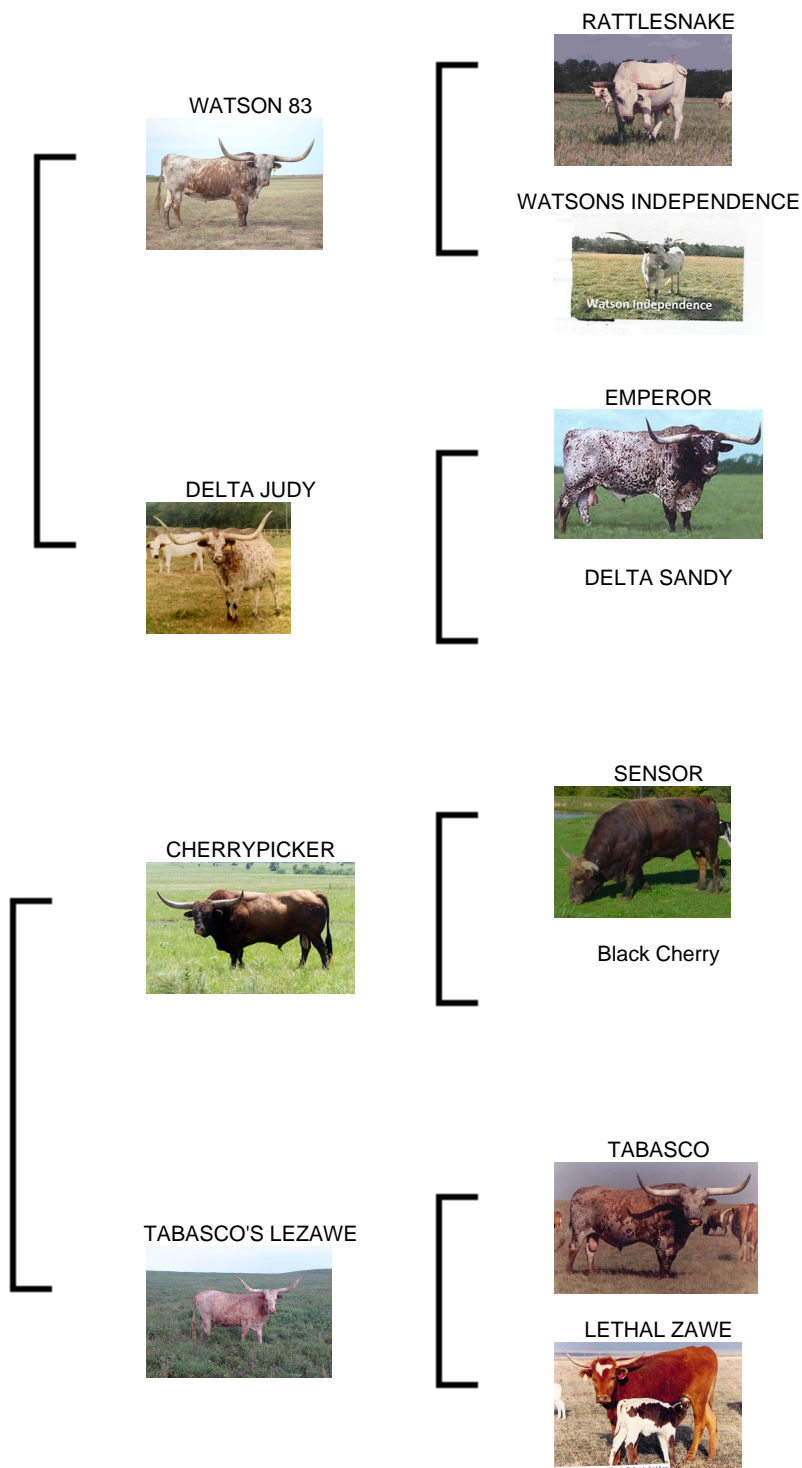 RATTLESNAKE
WATSON 83
WATSONS INDEPENDENCE
Watson Independence
EMPEROR
DELTA JUDY
DELTA SANDY
SENSOR
CHERRYPICKER
Black Cherry
TABASCO
TABASCO'S LEZAWE
LETHAL ZAWE